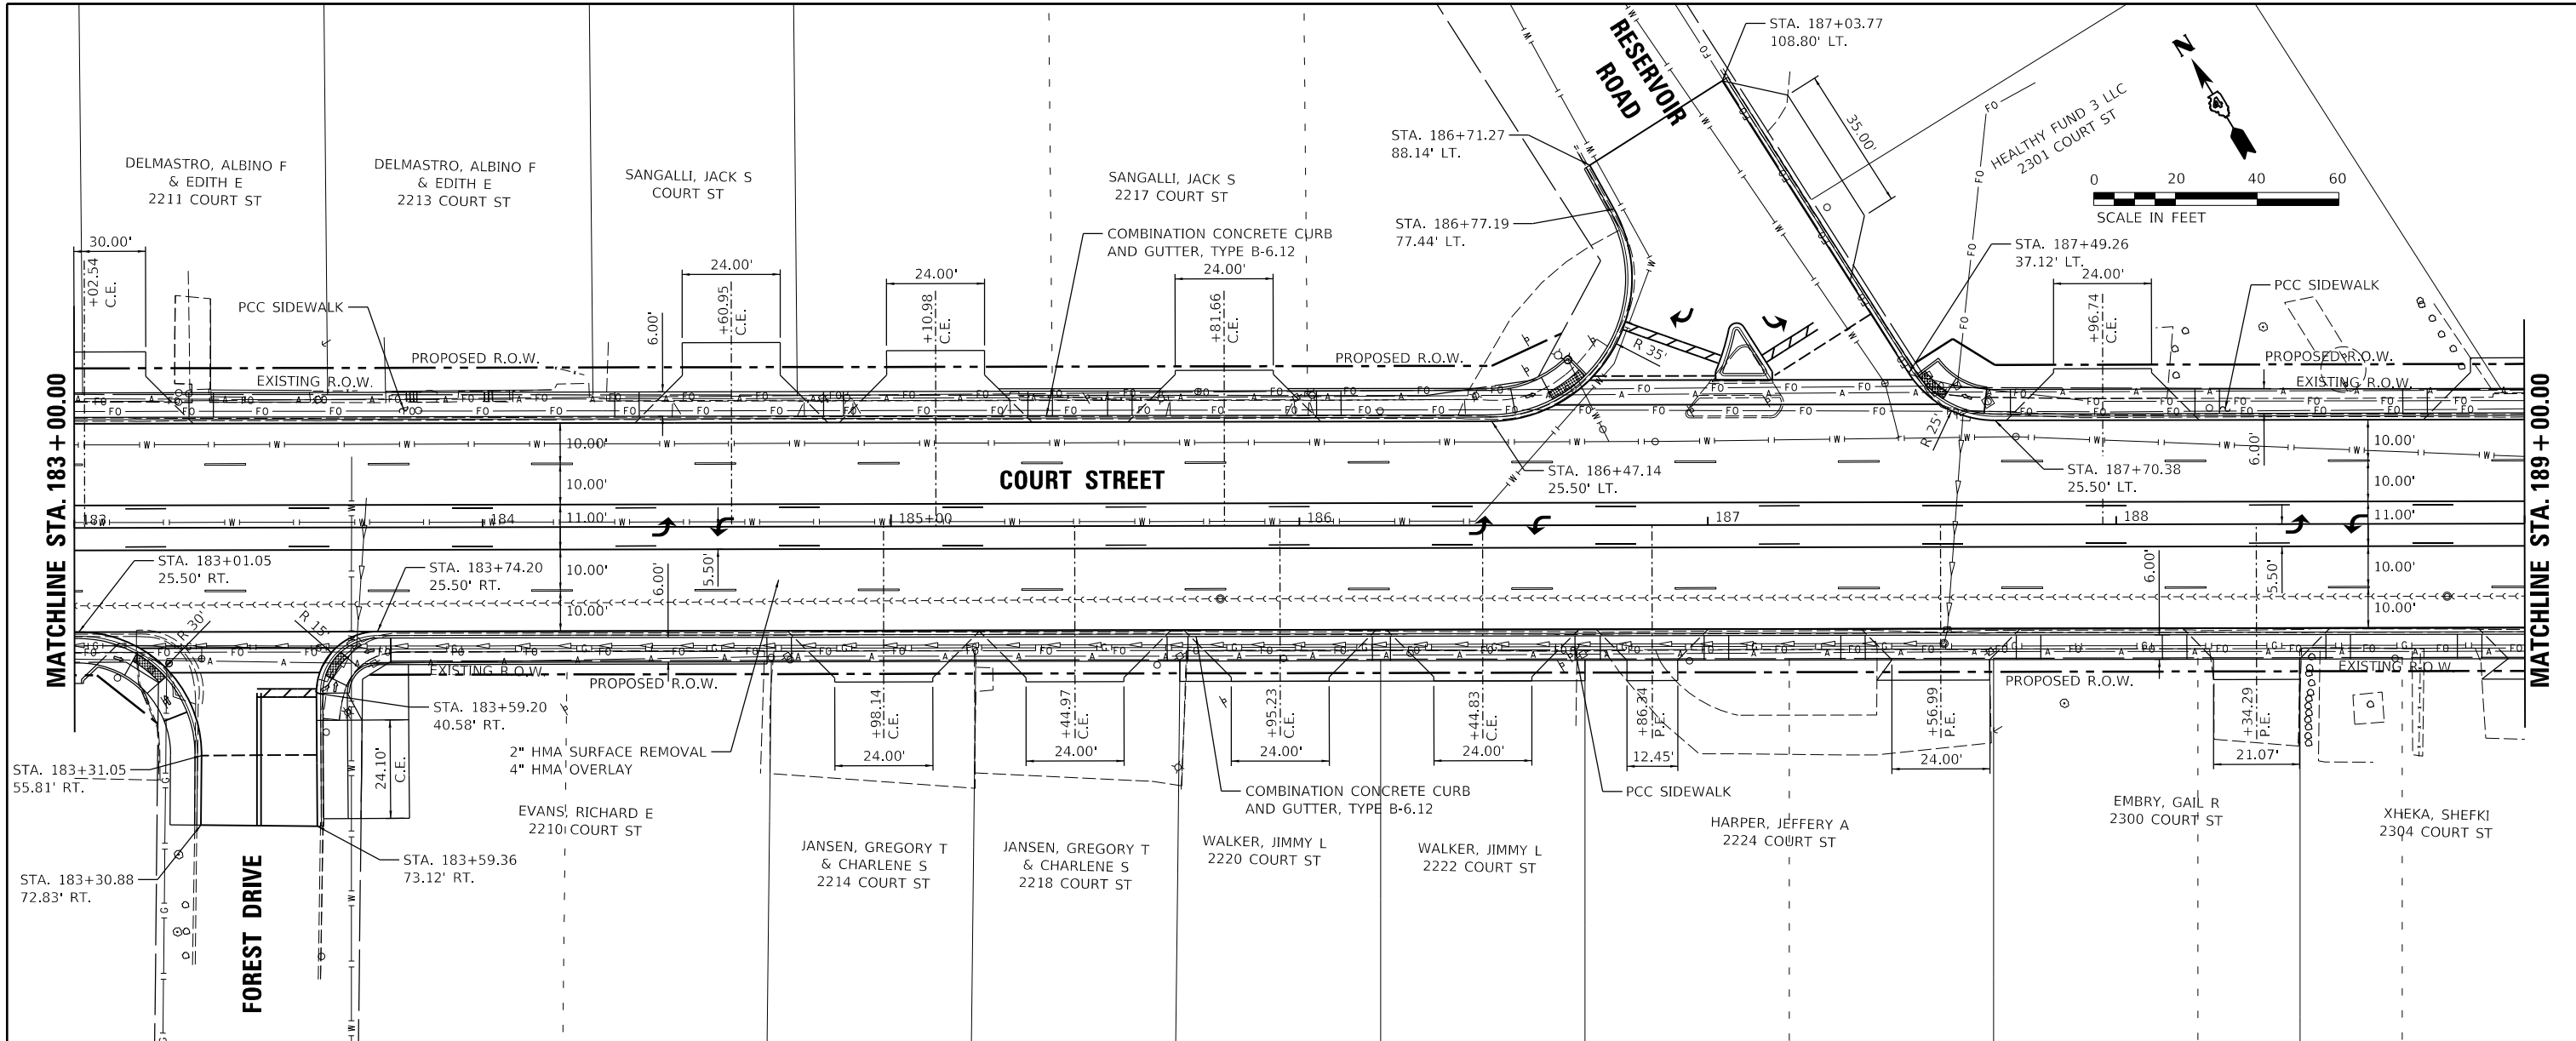 STA. 187+03.77
108.80' LT.
RESERVOIR
ROAD
N
HEALTHY FUND 3 LLC
2301 COURT ST
35.00'
0 20 40 60
SCALE IN FEET
STA. 186+71.27
88.14' LT.
STA. 186+77.19
77.44' LT.
STA. 187+49.26
37.12' LT.
DELMASTRO, ALBINO F
& EDITH E
2211 COURT ST
DELMASTRO, ALBINO F
& EDITH E
2213 COURT ST
SANGALLI, JACK S
COURT ST
SANGALLI, JACK S
2217 COURT ST
COMBINATION CONCRETE CURB
AND GUTTER, TYPE B-6.12
30.00'
+02.54
C.E.
PCC SIDEWALK
6.00'
24.00'
+60.95
C.E.
24.00'
+10.98
C.E.
24.00'
+81.66
C.E.
24.00'
+96.74
C.E.
PCC SIDEWALK
PROPOSED R.O.W.
EXISTING R.O.W.
PROPOSED R.O.W.
R 35'
R 25'
PROPOSED R.O.W.
EXISTING R.O.W.
MATCHLINE STA. 183+00.00
MATCHLINE STA. 189+00.00
COURT STREET
STA. 186+47.14
25.50' LT.
STA. 187+70.38
25.50' LT.
10.00'
10.00'
11.00'
10.00'
10.00'
6.00'
5.50'
6.00'
10.00'
10.00'
11.00'
10.00'
10.00'
6.00'
5.50'
183
184
185+00
186
187
188
STA. 183+01.05
25.50' RT.
STA. 183+74.20
25.50' RT.
R 30'
R 15'
EXISTING R.O.W.
PROPOSED R.O.W.
PROPOSED R.O.W.
EXISTING R.O.W.
STA. 183+59.20
40.58' RT.
24.10'
C.E.
2" HMA SURFACE REMOVAL
4" HMA OVERLAY
STA. 183+31.05
55.81' RT.
STA. 183+59.36
73.12' RT.
STA. 183+30.88
72.83' RT.
FOREST DRIVE
+98.14
C.E.
24.00'
+44.97
C.E.
24.00'
+95.23
C.E.
24.00'
+44.83
C.E.
24.00'
+86.34
P.E.
12.45'
+56.99
P.E.
24.00'
+34.29
P.E.
21.07'
COMBINATION CONCRETE CURB
AND GUTTER, TYPE B-6.12
PCC SIDEWALK
EVANS, RICHARD E
2210 COURT ST
JANSEN, GREGORY T
& CHARLENE S
2214 COURT ST
JANSEN, GREGORY T
& CHARLENE S
2218 COURT ST
WALKER, JIMMY L
2220 COURT ST
WALKER, JIMMY L
2222 COURT ST
HARPER, JEFFERY A
2224 COURT ST
EMBRY, GAIL R
2300 COURT ST
XHEKA, SHEFKI
2304 COURT ST